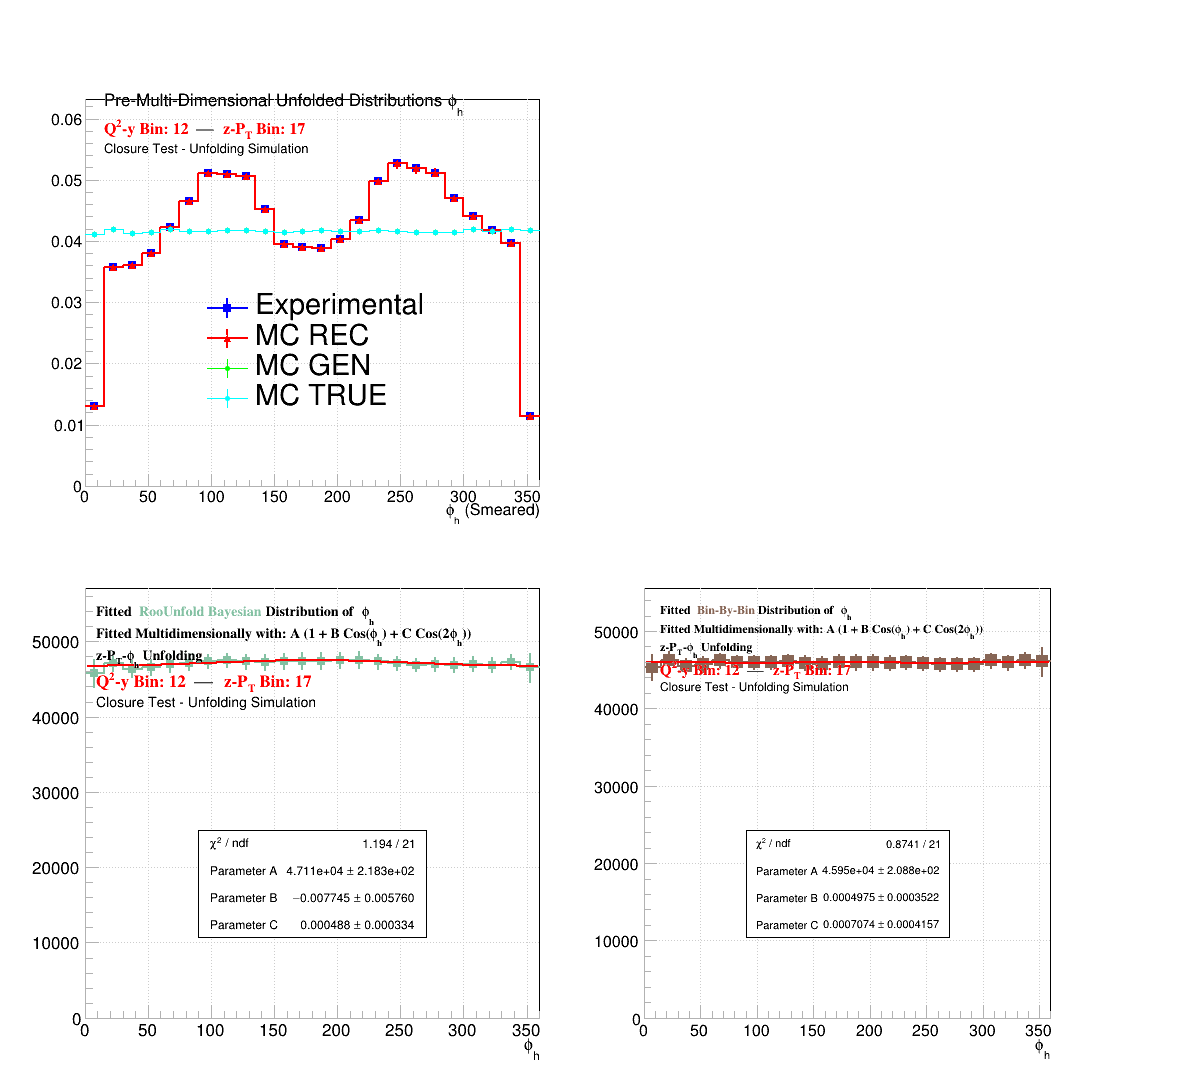 Pre-Multi-Dimensional Unfolded Distributions ϕh
Q²-y Bin: 12 — z-PT Bin: 17
Closure Test - Unfolding Simulation
0.06
0.05
0.04
0.03
0.02
0.01
0
Experimental
MC REC
MC GEN
MC TRUE
0 50 100 150 200 250 300 350
ϕh (Smeared)
Fitted RooUnfold Bayesian Distribution of ϕh
Fitted Multidimensionally with: A (1 + B Cos(ϕh) + C Cos(2ϕh))
z-PT-ϕh Unfolding
Q²-y Bin: 12 — z-PT Bin: 17
Closure Test - Unfolding Simulation
50000
40000
30000
20000
10000
0
χ² / ndf 1.194 / 21
Parameter A 4.711e+04 ± 2.183e+02
Parameter B −0.007745 ± 0.005760
Parameter C 0.000488 ± 0.000334
0 50 100 150 200 250 300 350
ϕh
Fitted Bin-By-Bin Distribution of ϕh
Fitted Multidimensionally with: A (1 + B Cos(ϕh) + C Cos(2ϕh))
z-PT-ϕh Unfolding
Q²-y Bin: 12 — z-PT Bin: 17
Closure Test - Unfolding Simulation
50000
40000
30000
20000
10000
0
χ² / ndf 0.8741 / 21
Parameter A 4.595e+04 ± 2.088e+02
Parameter B 0.0004975 ± 0.0003522
Parameter C 0.0007074 ± 0.0004157
0 50 100 150 200 250 300 350
ϕh